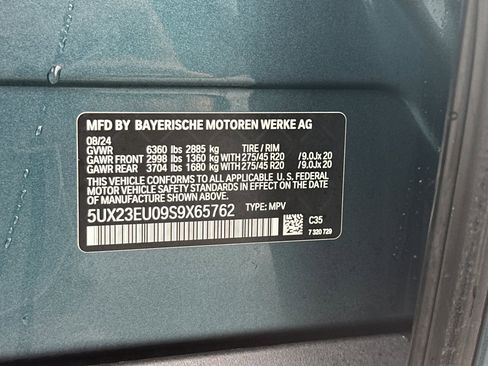 MFD BY BAYERISCHE MOTOREN WERKE AG
08/24
GVWR 6360 lbs 2885 kg TIRE / RIM
GAWR FRONT 2998 lbs 1360 kg WITH 275/45 R20 / 9.0Jx 20
GAWR REAR 3704 lbs 1680 kg WITH 275/45 R20 / 9.0Jx 20
THIS VEHICLE CONFORMS TO ALL APPLICABLE U.S. FEDERAL
MOTOR VEHICLE SAFETY STANDARDS IN EFFECT ON THE DATE OF
MANUFACTURE SHOWN ABOVE.
5UX23EU09S9X65762 TYPE: MPV
C35
7 320 729